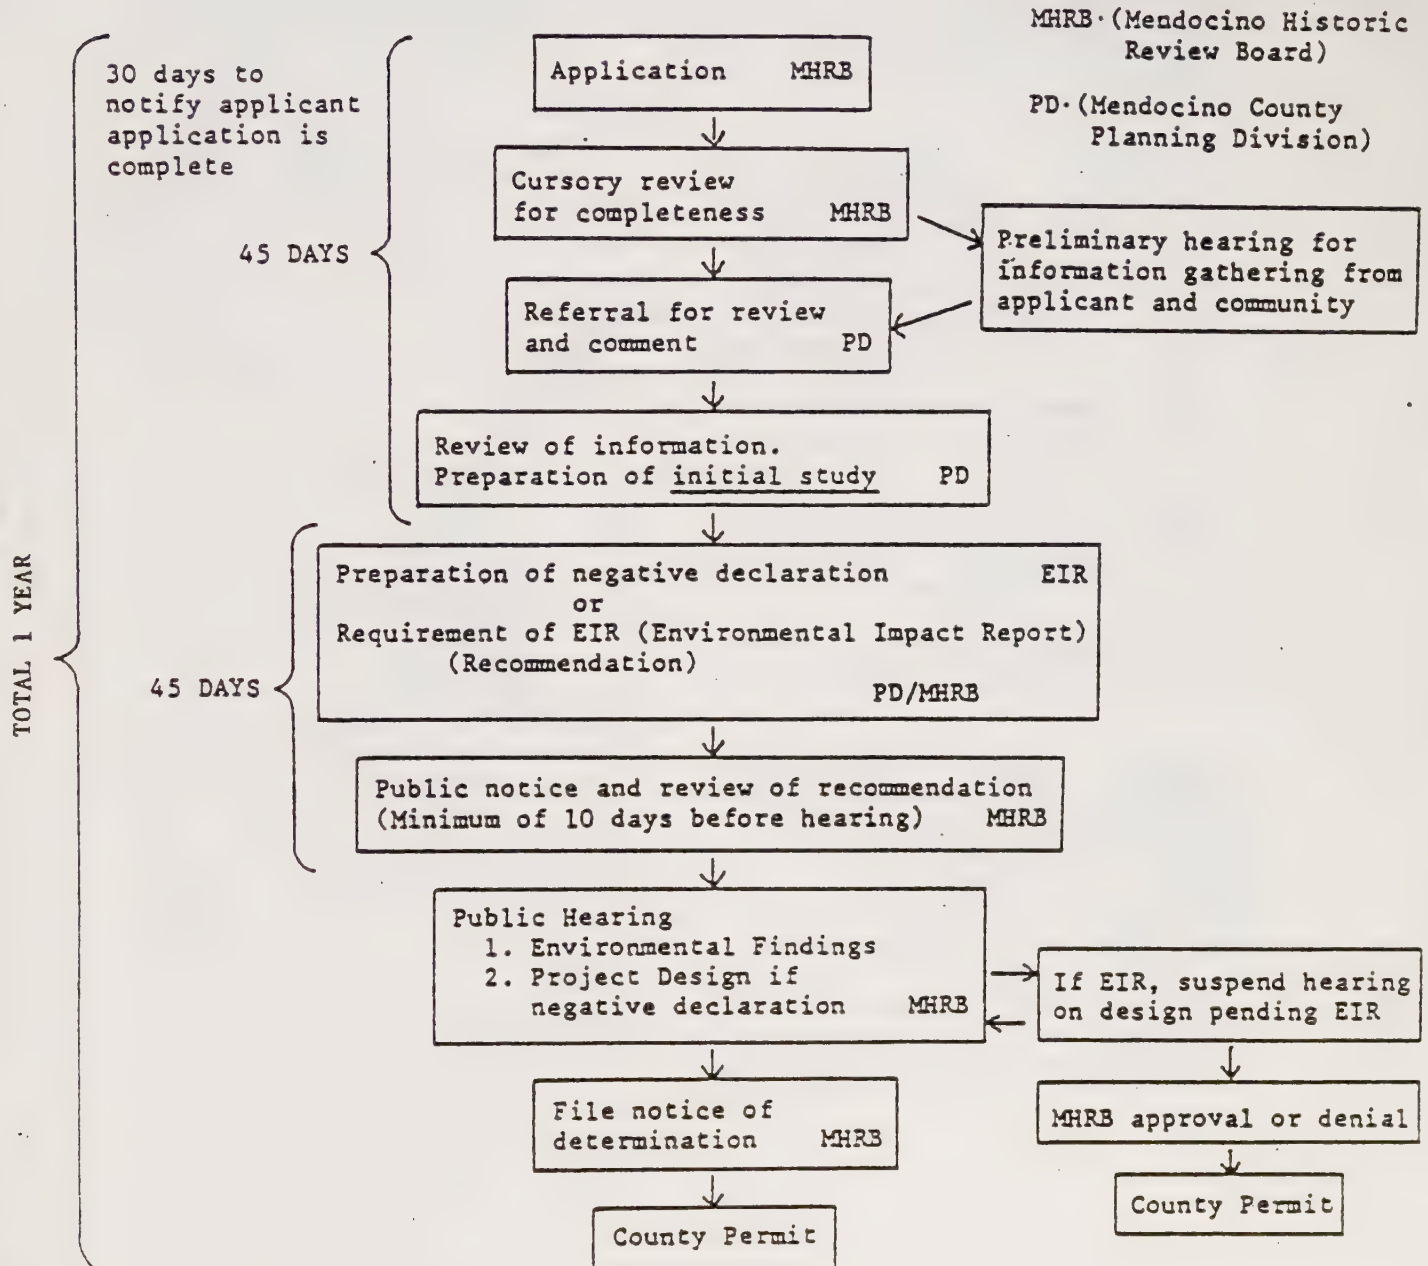 MHRB·(Mendocino Historic
Review Board)
PD·(Mendocino County
Planning Division)
30 days to
notify applicant
application is
complete
Application MHRB
Cursory review
for completeness MHRB
45 DAYS
Preliminary hearing for
information gathering from
applicant and community
Referral for review
and comment PD
Review of information.
Preparation of initial study PD
TOTAL 1 YEAR
Preparation of negative declaration EIR
or
Requirement of EIR (Environmental Impact Report)
(Recommendation)
PD/MHRB
45 DAYS
Public notice and review of recommendation
(Minimum of 10 days before hearing) MHRB
Public Hearing
1. Environmental Findings
2. Project Design if
negative declaration MHRB
If EIR, suspend hearing
on design pending EIR
File notice of
determination MHRB
MHRB approval or denial
County Permit
County Permit